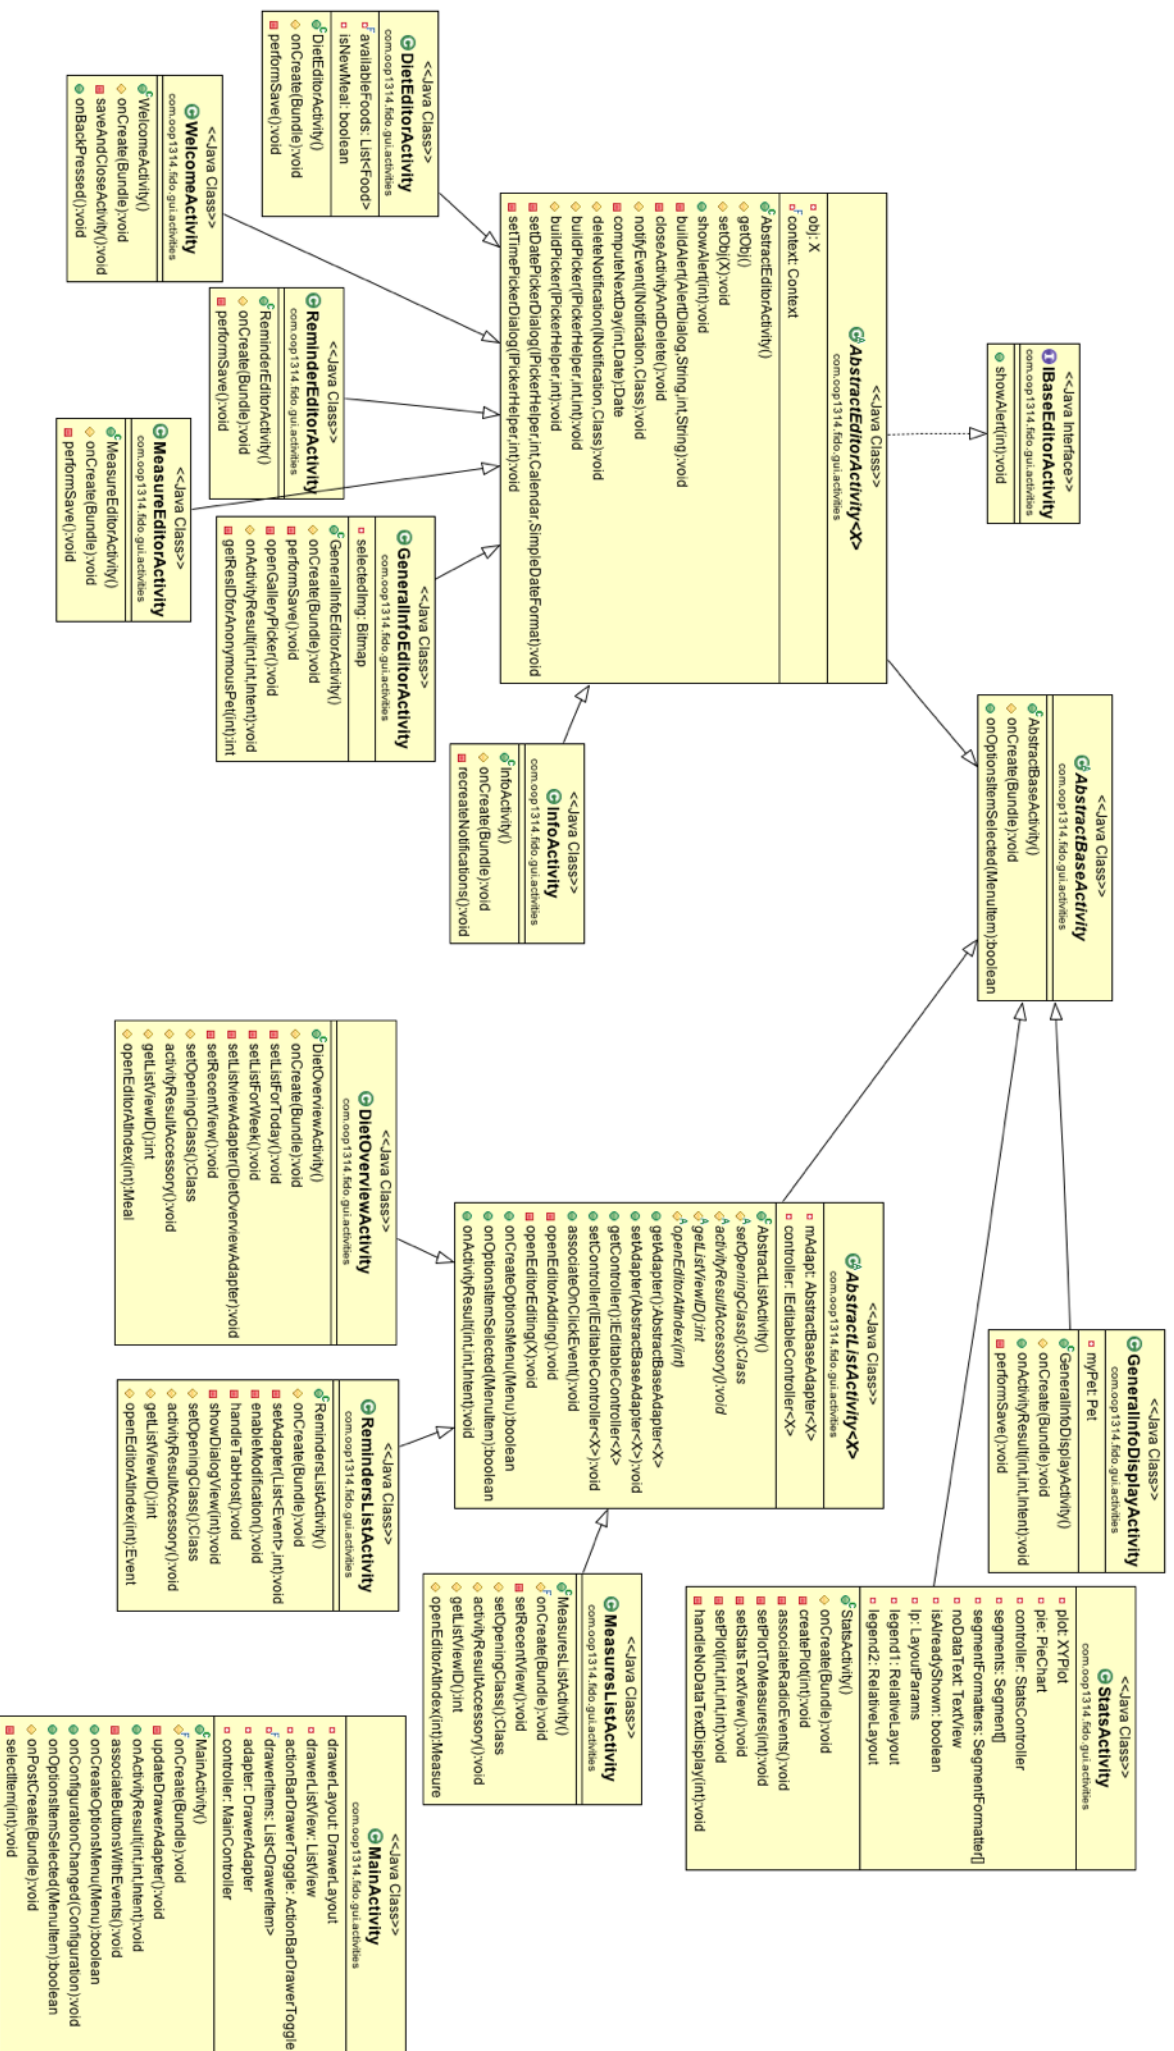 <<Java Interface>>
IBaseEditorActivity
com.oop1314.fido.gui.activities
showAlert(int):void
<<Java Class>>
AbstractBaseActivity
com.oop1314.fido.gui.activities
AbstractBaseActivity()
onCreate(Bundle):void
onOptionsItemSelected(MenuItem):boolean
<<Java Class>>
GeneralInfoDisplayActivity
com.oop1314.fido.gui.activities
myPet: Pet
GeneralInfoDisplayActivity()
onCreate(Bundle):void
onActivityResult(int,int,Intent):void
performSave():void
<<Java Class>>
StatsActivity
com.oop1314.fido.gui.activities
plot: XYPlot
pie: PieChart
controller: StatsController
segments: Segment[]
segmentFormatters: SegmentFormatter[]
noDataText: TextView
isAlreadyShown: boolean
lp: LayoutParams
legend1: RelativeLayout
legend2: RelativeLayout
StatsActivity()
onCreate(Bundle):void
createPlot(int):void
associateRadioEvents():void
setPlotToMeasures(int):void
setStatsTextView():void
setPlot(int,int,int,int):void
handleNoDataTextDisplay(int):void
<<Java Class>>
AbstractEditorActivity<X>
com.oop1314.fido.gui.activities
obj: X
context: Context
AbstractEditorActivity()
getObj()
setObj(X):void
showAlert(int):void
buildAlert(AlertDialog,String,int,String):void
closeActivityAndDelete():void
notifyEvent(INotification,Class):void
computeNextDay(int,Date):Date
deleteNotification(INotification,Class):void
buildPicker(IPickerHelper,int,int):void
buildPicker(IPickerHelper,int):void
setDatePickerDialog(IPickerHelper,int,Calendar,SimpleDateFormat):void
setTimePickerDialog(IPickerHelper,int):void
<<Java Class>>
AbstractListActivity<X>
com.oop1314.fido.gui.activities
mAdapt: AbstractBaseAdapter<X>
controller: IEditableController<X>
AbstractListActivity()
setOpeningClass():Class
activityResultAccessory():void
getListViewID():int
openEditorAtIndex(int)
getAdapter():AbstractBaseAdapter<X>
setAdapter(AbstractBaseAdapter<X>):void
getController():IEditableController<X>
setController(IEditableController<X>):void
associateOnClickEvent():void
openEditorAdding():void
openEditorEditing(X):void
onCreateOptionsMenu(Menu):boolean
onOptionsItemSelected(MenuItem):boolean
onActivityResult(int,int,Intent):void
<<Java Class>>
DietEditorActivity
com.oop1314.fido.gui.activities
availableFoods: List<Food>
isNewMeal: boolean
DietEditorActivity()
onCreate(Bundle):void
performSave():void
<<Java Class>>
WelcomeActivity
com.oop1314.fido.gui.activities
WelcomeActivity()
onCreate(Bundle):void
saveAndCloseActivity():void
onBackPressed():void
<<Java Class>>
ReminderEditorActivity
com.oop1314.fido.gui.activities
ReminderEditorActivity()
onCreate(Bundle):void
performSave():void
<<Java Class>>
MeasureEditorActivity
com.oop1314.fido.gui.activities
MeasureEditorActivity()
onCreate(Bundle):void
performSave():void
<<Java Class>>
GeneralInfoEditorActivity
com.oop1314.fido.gui.activities
selectedImg: Bitmap
GeneralInfoEditorActivity()
onCreate(Bundle):void
performSave():void
openGalleryPicker():void
onActivityResult(int,int,Intent):void
getResIDforAnonymousPet(int):int
<<Java Class>>
InfoActivity
com.oop1314.fido.gui.activities
InfoActivity()
onCreate(Bundle):void
recreateNotifications():void
<<Java Class>>
DietOverviewActivity
com.oop1314.fido.gui.activities
DietOverviewActivity()
onCreate(Bundle):void
setListForToday():void
setListForWeek():void
setListviewAdapter(DietOverviewAdapter):void
setRecentView():void
setOpeningClass():Class
activityResultAccessory():void
getListViewID():int
openEditorAtIndex(int):Meal
<<Java Class>>
RemindersListActivity
com.oop1314.fido.gui.activities
RemindersListActivity()
onCreate(Bundle):void
setAdapter(List<Event>,int):void
enableModification():void
handleTabHost():void
showDialogView(int):void
setOpeningClass():Class
activityResultAccessory():void
getListViewID():int
openEditorAtIndex(int):Event
<<Java Class>>
MeasuresListActivity
com.oop1314.fido.gui.activities
MeasuresListActivity()
onCreate(Bundle):void
setRecentView():void
setOpeningClass():Class
activityResultAccessory():void
getListViewID():int
openEditorAtIndex(int):Measure
<<Java Class>>
MainActivity
com.oop1314.fido.gui.activities
drawerLayout: DrawerLayout
drawerListView: ListView
actionBarDrawerToggle: ActionBarDrawerToggle
drawerItems: List<DrawerItem>
adapter: DrawerAdapter
controller: MainController
MainActivity()
onCreate(Bundle):void
updateDrawerAdapter():void
onActivityResult(int,int,Intent):void
associateButtonsWithEvents():void
onCreateOptionsMenu(Menu):boolean
onConfigurationChanged(Configuration):void
onOptionsItemSelected(MenuItem):boolean
onPostCreate(Bundle):void
selectItem(int):void